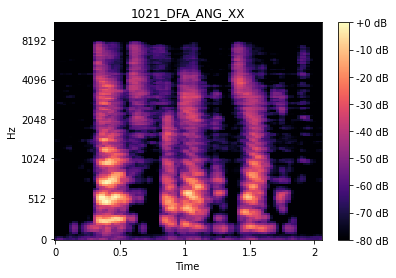 1021_DFA_ANG_XX
+0 dB
8192
-10 dB
4096
-20 dB
-30 dB
2048
Hz
-40 dB
1024
-50 dB
512
-60 dB
-70 dB
0
-80 dB
0 0.5 1 1.5 2
Time